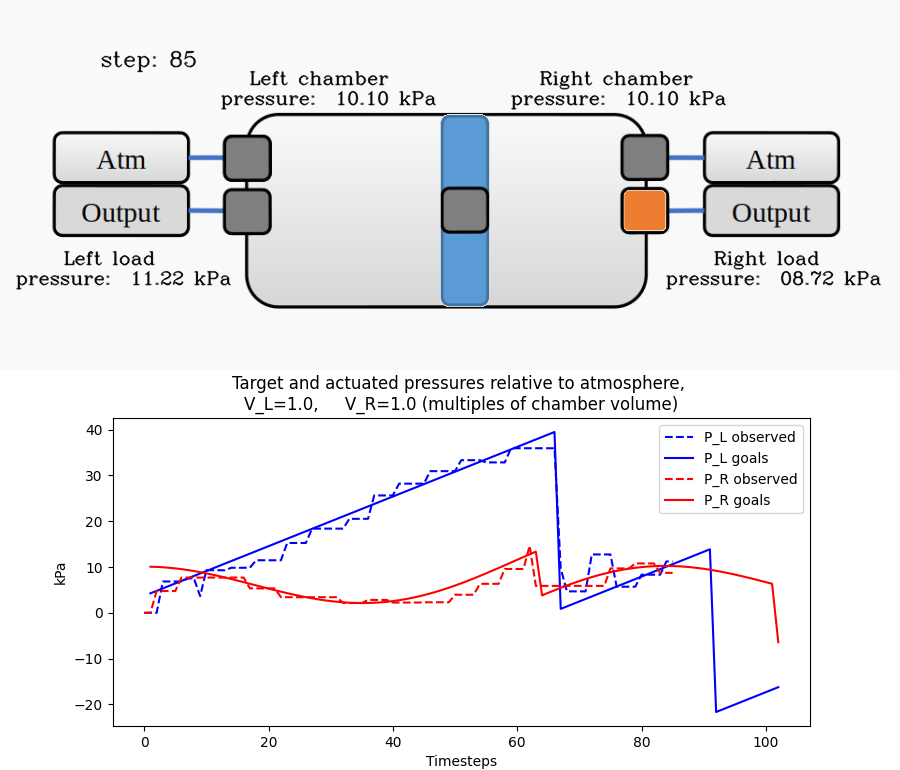 step: 85
Left chamber
pressure: 10.10 kPa
Right chamber
pressure: 10.10 kPa
Atm
Output
Atm
Output
Left load
pressure: 11.22 kPa
Right load
pressure: 08.72 kPa
Target and actuated pressures relative to atmosphere,
V_L=1.0, V_R=1.0 (multiples of chamber volume)
P_L observed
P_L goals
P_R observed
P_R goals
kPa
40
30
20
10
0
−10
−20
0 20 40 60 80 100
Timesteps